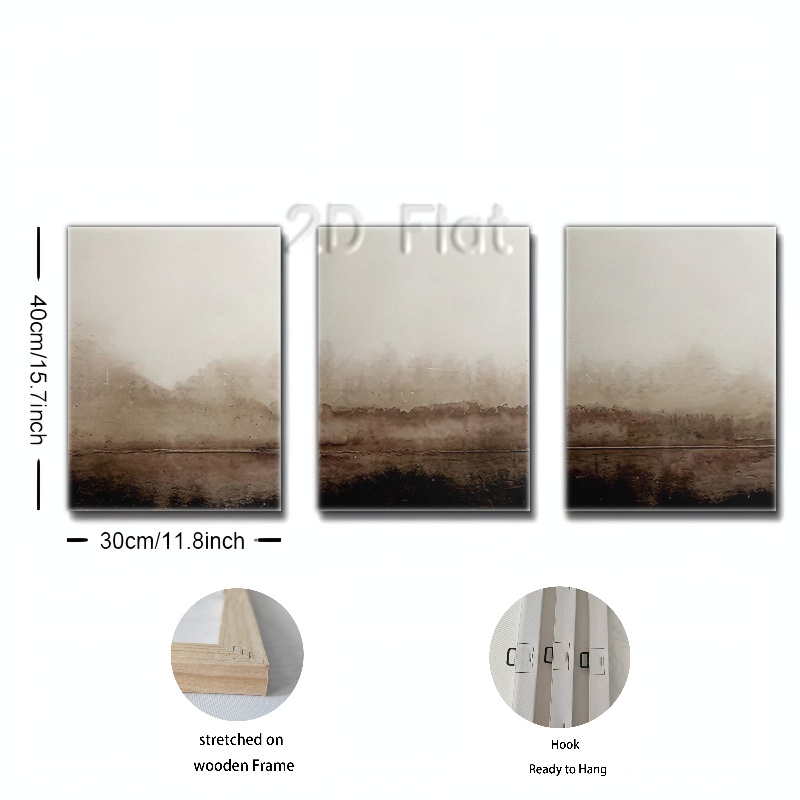 2D Flat
40cm/15.7inch
30cm/11.8inch
stretched on
wooden Frame
Hook
Ready to Hang